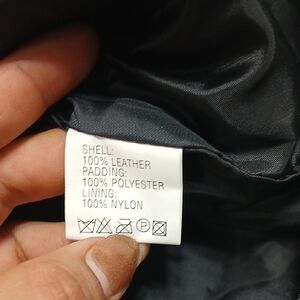 SHELL:
100% LEATHER
PADDING:
100% POLYESTER
LINING:
100% NYLON
P